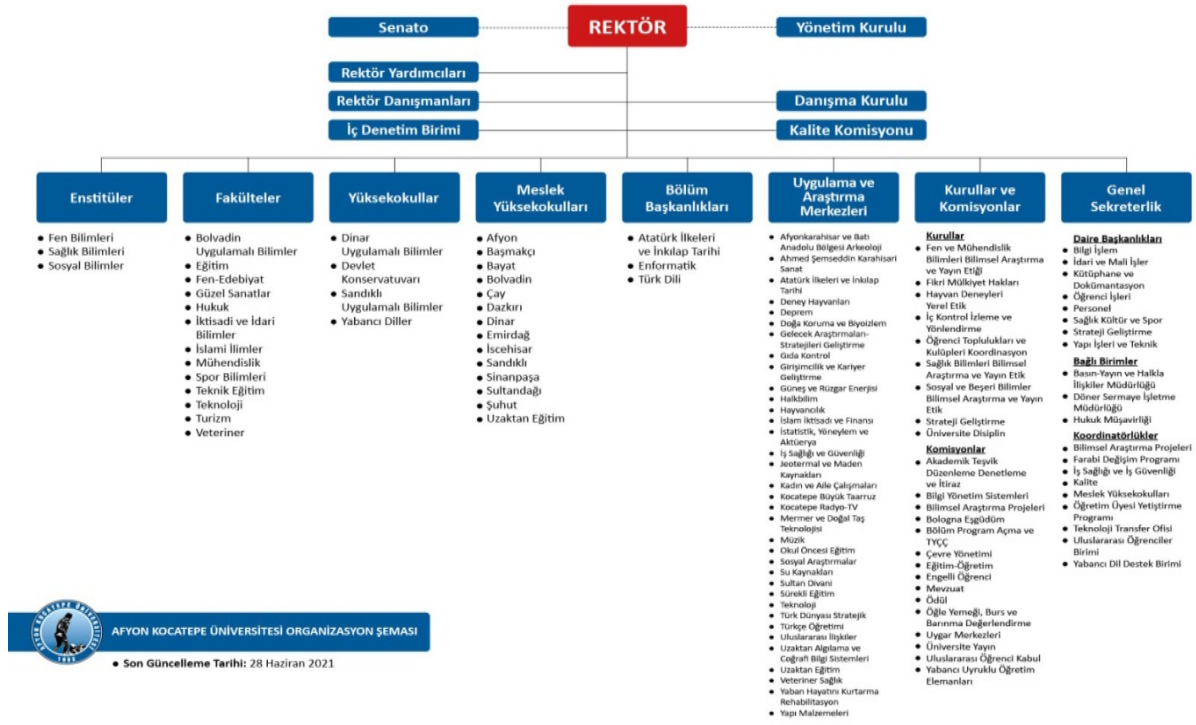 Senato
REKTÖR
Yönetim Kurulu
Rektör Yardımcıları
Rektör Danışmanları
Danışma Kurulu
İç Denetim Birimi
Kalite Komisyonu
Enstitüler
• Fen Bilimleri
• Sağlık Bilimleri
• Sosyal Bilimler
Fakülteler
• Bolvadin
Uygulamalı Bilimler
• Eğitim
• Fen-Edebiyat
• Güzel Sanatlar
• Hukuk
• İktisadi ve İdari
Bilimler
• İslami İlimler
• Mühendislik
• Spor Bilimleri
• Teknik Eğitim
• Teknoloji
• Turizm
• Veteriner
Yüksekokullar
• Dinar
Uygulamalı Bilimler
• Devlet
Konservatuvarı
• Sandıklı
Uygulamalı Bilimler
• Yabancı Diller
Meslek
Yüksekokulları
• Afyon
• Başmakçı
• Bayat
• Bolvadin
• Çay
• Dazkırı
• Dinar
• Emirdağ
• İscehisar
• Sandıklı
• Sinanpaşa
• Sultandağı
• Şuhut
• Uzaktan Eğitim
Bölüm
Başkanlıkları
• Atatürk İlkeleri
ve İnkılap Tarihi
• Enformatik
• Türk Dili
Uygulama ve
Araştırma
Merkezleri
• Afyonkarahisar ve Batı
Anadolu Bölgesi Arkeoloji
• Ahmed Şemseddin Karahisari
Sanat
• Atatürk İlkeleri ve İnkılap
Tarihi
• Deney Hayvanları
• Deprem
• Doğa Koruma ve Biyoizlem
• Gelecek Araştırmaları-
Stratejileri Geliştirme
• Gıda Kontrol
• Girişimcilik ve Kariyer
Geliştirme
• Güneş ve Rüzgar Enerjisi
• Halkbilim
• Hayvancılık
• İslam İktisadı ve Finansı
• İstatistik, Yöneylem ve
Aktüerya
• İş Sağlığı ve Güvenliği
• Jeotermal ve Maden
Kaynakları
• Kadın ve Aile Çalışmaları
• Kocatepe Büyük Taarruz
• Kocatepe Radyo-TV
• Mermer ve Doğal Taş
Teknolojisi
• Müzik
• Okul Öncesi Eğitim
• Sosyal Araştırmalar
• Su Kaynakları
• Sultan Divani
• Sürekli Eğitim
• Teknoloji
• Türk Dünyası Stratejik
• Türkçe Öğretimi
• Uluslararası İlişkiler
• Uzaktan Algılama ve
Coğrafi Bilgi Sistemleri
• Uzaktan Eğitim
• Veteriner Sağlık
• Yaban Hayatını Kurtarma
Rehabilitasyon
• Yapı Malzemeleri
Kurullar ve
Komisyonlar
Kurullar
• Fen ve Mühendislik
Bilimleri Bilimsel Araştırma
ve Yayın Etiği
• Fikri Mülkiyet Hakları
• Hayvan Deneyleri
Yerel Etik
• İç Kontrol İzleme ve
Yönlendirme
• Öğrenci Toplulukları ve
Kulüpleri Koordinasyon
• Sağlık Bilimleri Bilimsel
Araştırma ve Yayın Etik
• Sosyal ve Beşeri Bilimler
Bilimsel Araştırma ve Yayın
Etik
• Strateji Geliştirme
• Üniversite Disiplin
Komisyonlar
• Akademik Teşvik
Düzenleme Denetleme
ve İtiraz
• Bilgi Yönetim Sistemleri
• Bilimsel Araştırma Projeleri
• Bologna Eşgüdüm
• Bölüm Program Açma ve
TYÇÇ
• Çevre Yönetimi
• Eğitim-Öğretim
• Engelli Öğrenci
• Mevzuat
• Ödül
• Öğle Yemeği, Burs ve
Barınma Değerlendirme
• Uygar Merkezleri
• Üniversite Yayın
• Uluslararası Öğrenci Kabul
• Yabancı Uyruklu Öğretim
Elemanları
Genel
Sekreterlik
Daire Başkanlıkları
• Bilgi İşlem
• İdari ve Mali İşler
• Kütüphane ve
Dokümantasyon
• Öğrenci İşleri
• Personel
• Sağlık Kültür ve Spor
• Strateji Geliştirme
• Yapı İşleri ve Teknik
Bağlı Birimler
• Basın-Yayın ve Halkla
İlişkiler Müdürlüğü
• Döner Sermaye İşletme
Müdürlüğü
• Hukuk Müşavirliği
Koordinatörlükler
• Bilimsel Araştırma Projeleri
• Farabi Değişim Programı
• İş Sağlığı ve İş Güvenliği
• Kalite
• Meslek Yüksekokulları
• Öğretim Üyesi Yetiştirme
Programı
• Teknoloji Transfer Ofisi
• Uluslararası Öğrenciler
Birimi
• Yabancı Dil Destek Birimi
AFYON KOCATEPE ÜNİVERSİTESİ
1992
AFYON KOCATEPE ÜNİVERSİTESİ ORGANİZASYON ŞEMASI
• Son Güncelleme Tarihi: 28 Haziran 2021